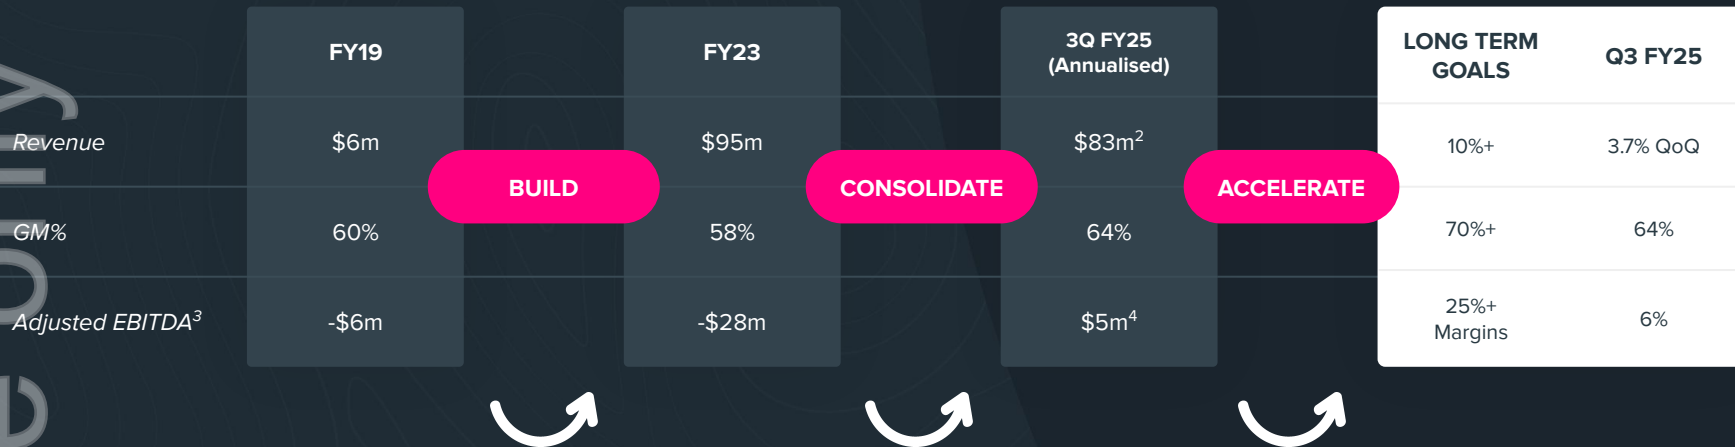 FY19
FY23
3Q FY25
(Annualised)
LONG TERM
GOALS
Q3 FY25
Revenue
$6m
$95m
$83m²
10%+
3.7% QoQ
BUILD
CONSOLIDATE
ACCELERATE
GM%
60%
58%
64%
70%+
64%
Adjusted EBITDA³
-$6m
-$28m
$5m⁴
25%+
Margins
6%